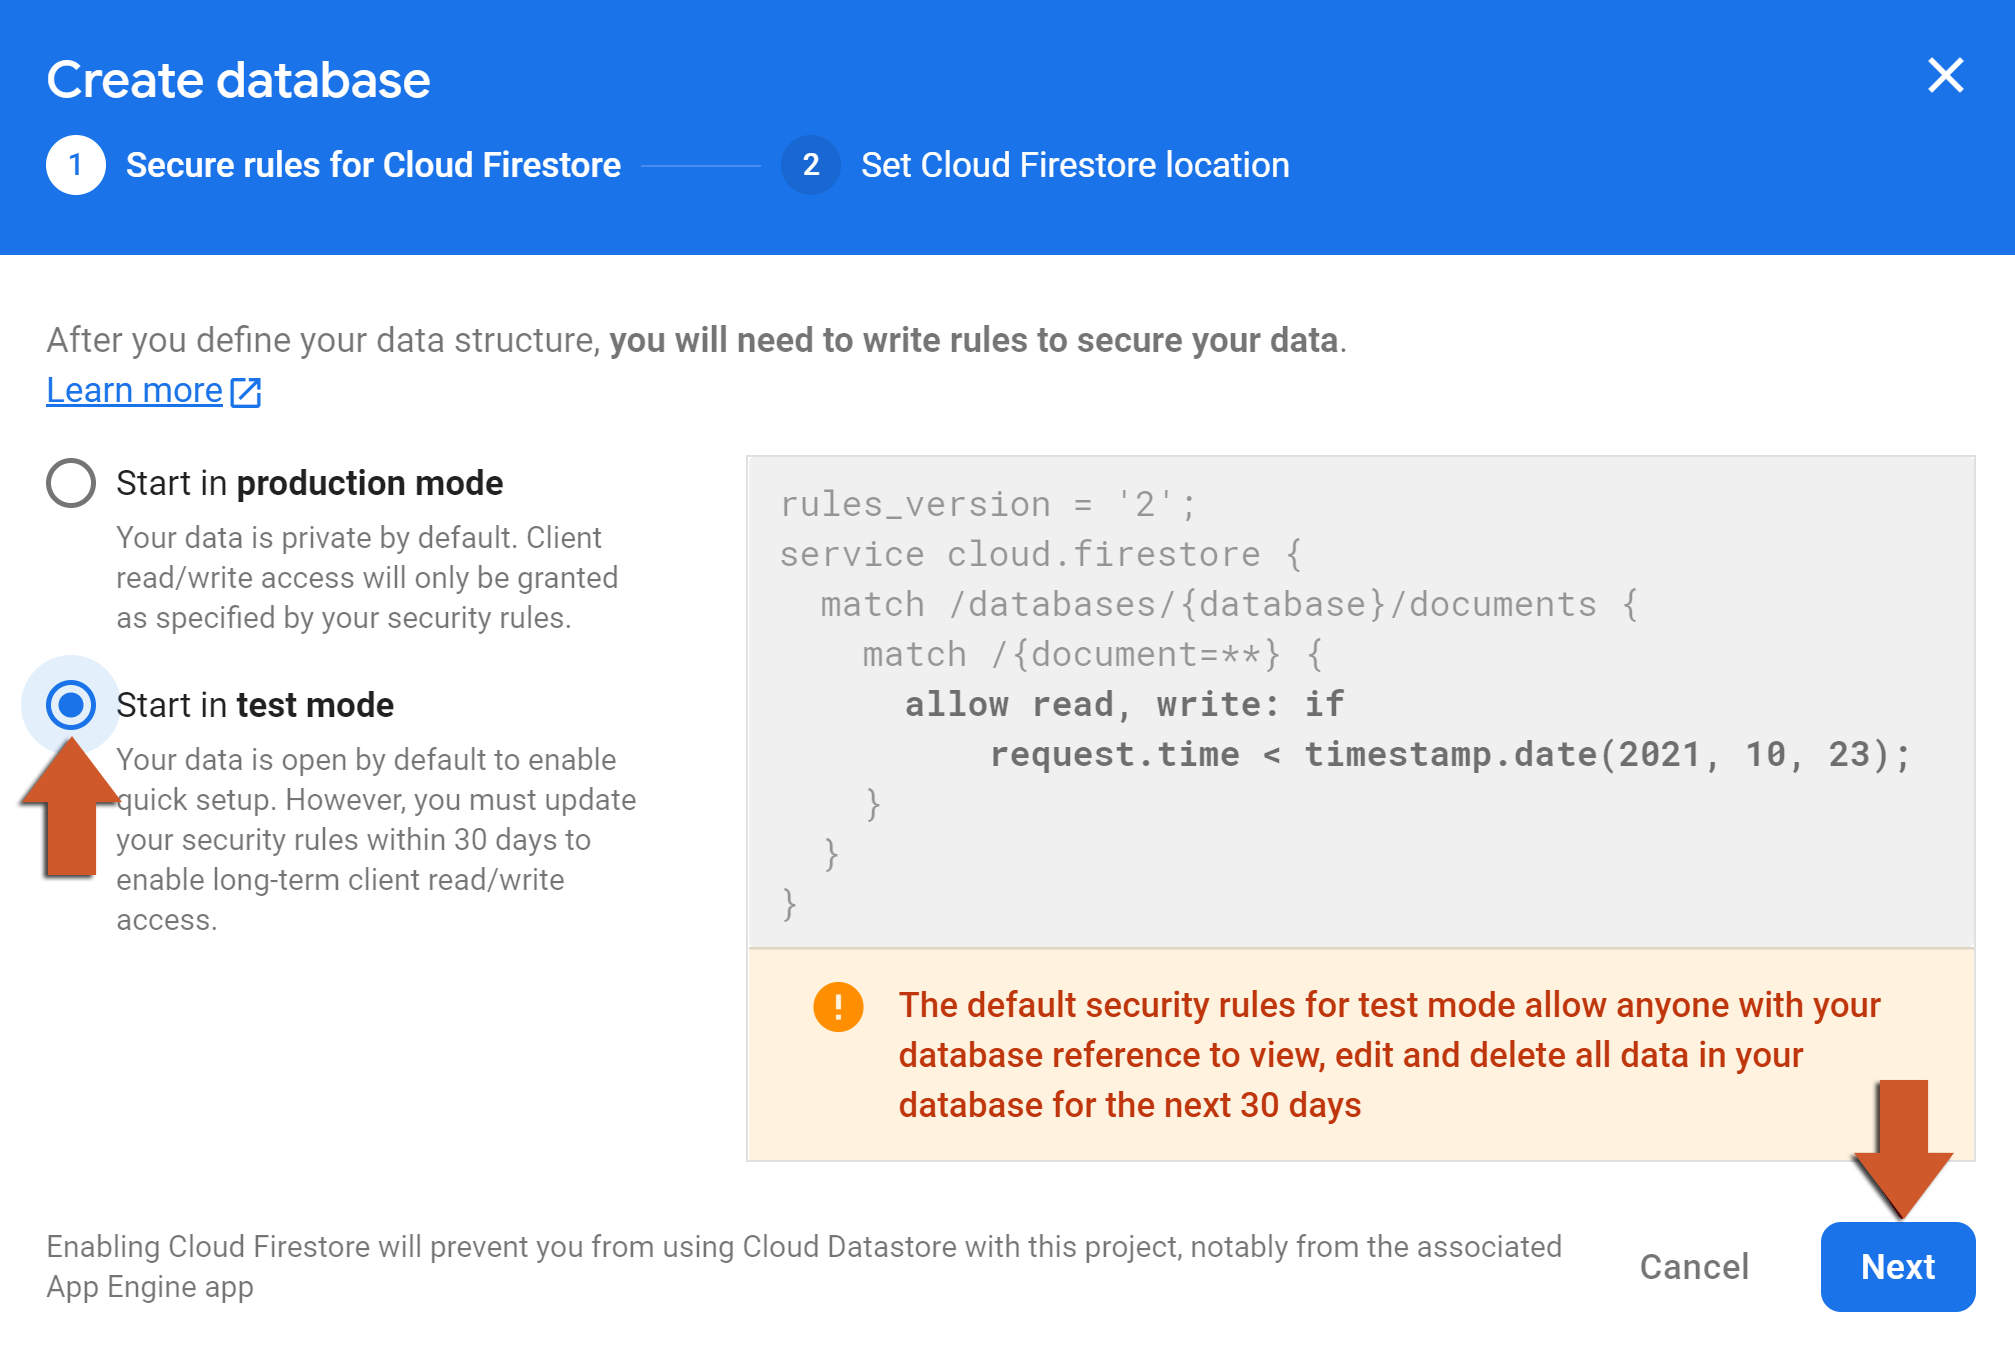 Create database
1 Secure rules for Cloud Firestore 2 Set Cloud Firestore location
After you define your data structure, you will need to write rules to secure your data.
Learn more
Start in production mode
Your data is private by default. Client
read/write access will only be granted
as specified by your security rules.
Start in test mode
Your data is open by default to enable
quick setup. However, you must update
your security rules within 30 days to
enable long-term client read/write
access.
rules_version = '2';
service cloud.firestore {
  match /databases/{database}/documents {
    match /{document=**} {
      allow read, write: if
          request.time < timestamp.date(2021, 10, 23);
    }
  }
}
The default security rules for test mode allow anyone with your
database reference to view, edit and delete all data in your
database for the next 30 days
Enabling Cloud Firestore will prevent you from using Cloud Datastore with this project, notably from the associated
App Engine app
Cancel
Next